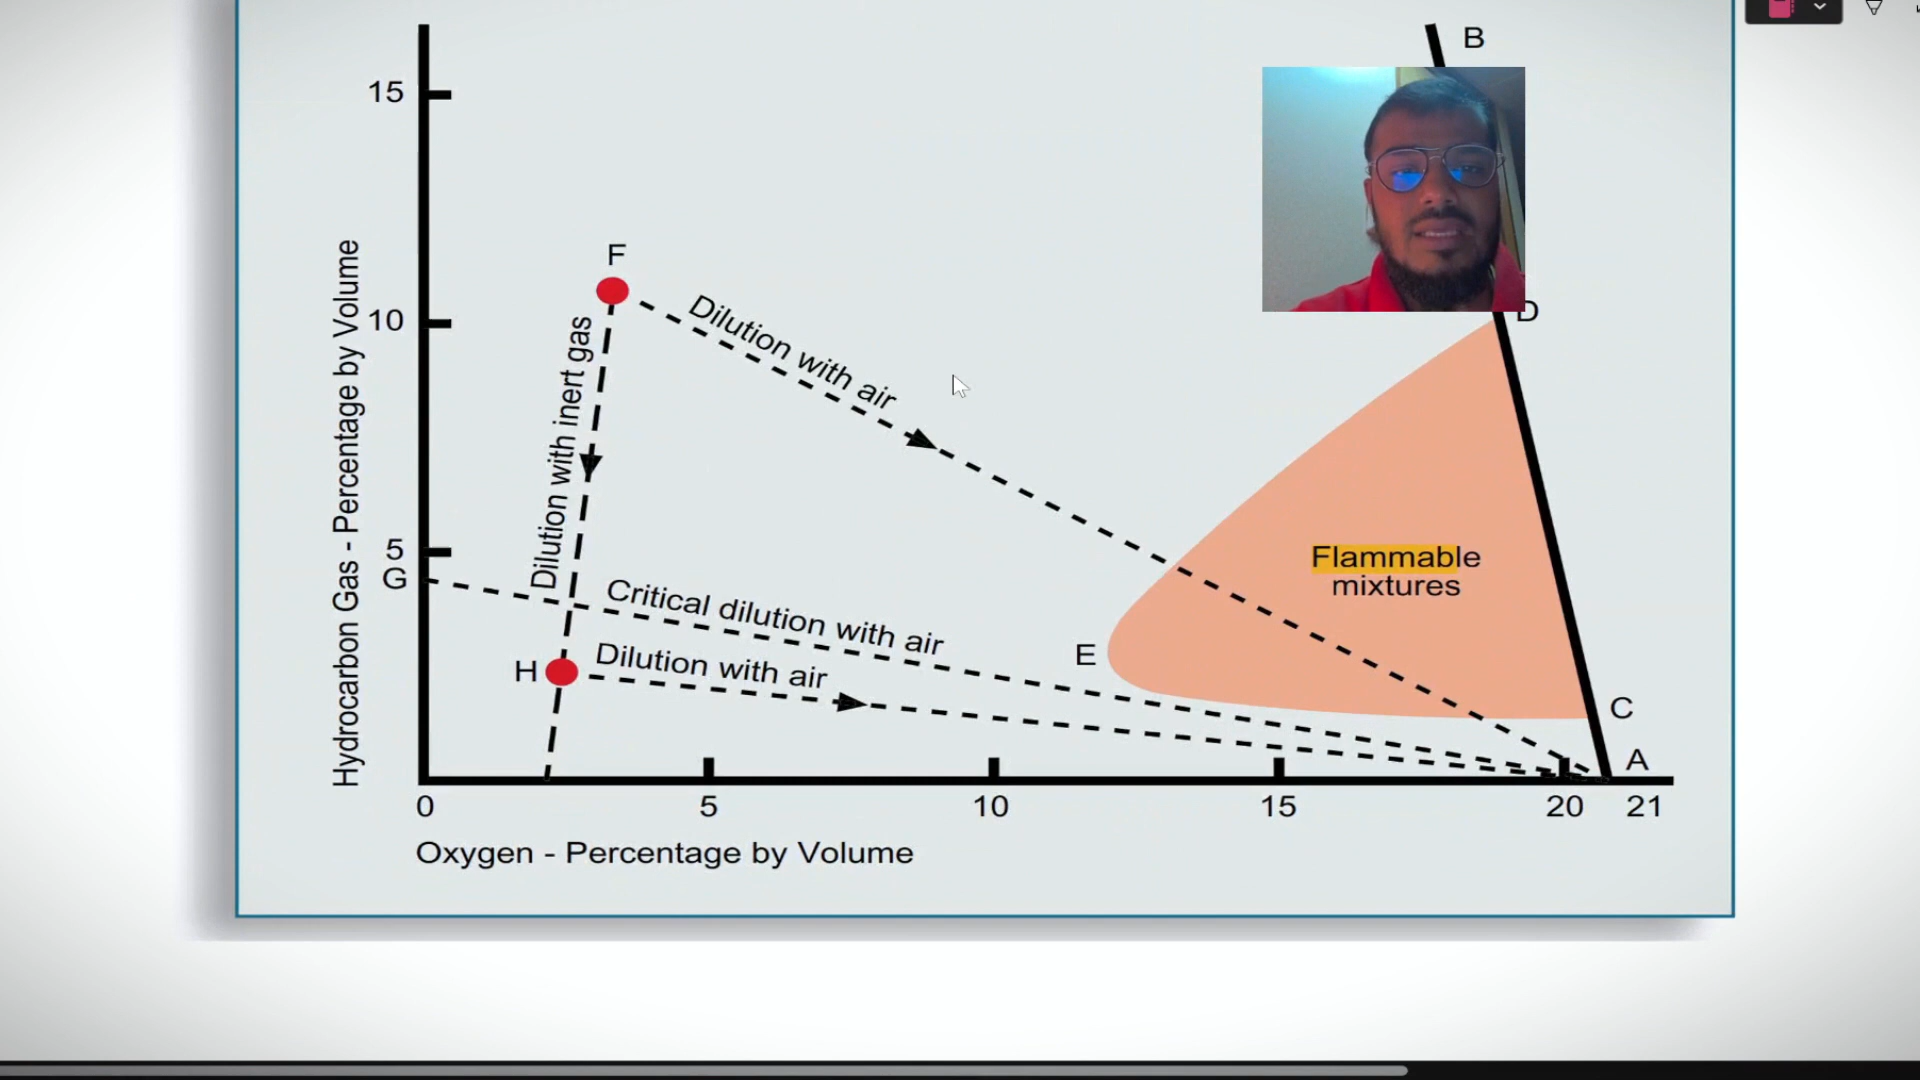 B
15
D
F
10
Dilution with air
Dilution with inert gas
Hydrocarbon Gas - Percentage by Volume
5
G
Flammable
mixtures
Critical dilution with air
Dilution with air
E
H
C
A
0
5
10
15
20
21
Oxygen - Percentage by Volume